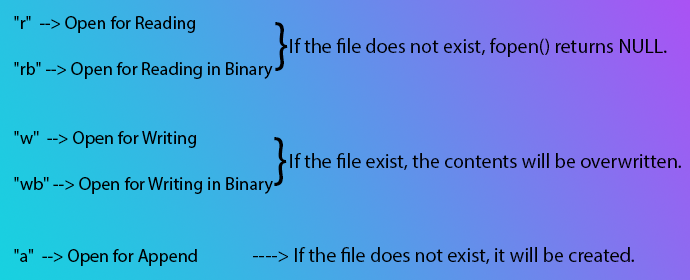 "r" --> Open for Reading
"rb" --> Open for Reading in Binary
If the file does not exist, fopen() returns NULL.
"w" --> Open for Writing
"wb" --> Open for Writing in Binary
If the file exist, the contents will be overwritten.
"a" --> Open for Append ----> If the file does not exist, it will be created.